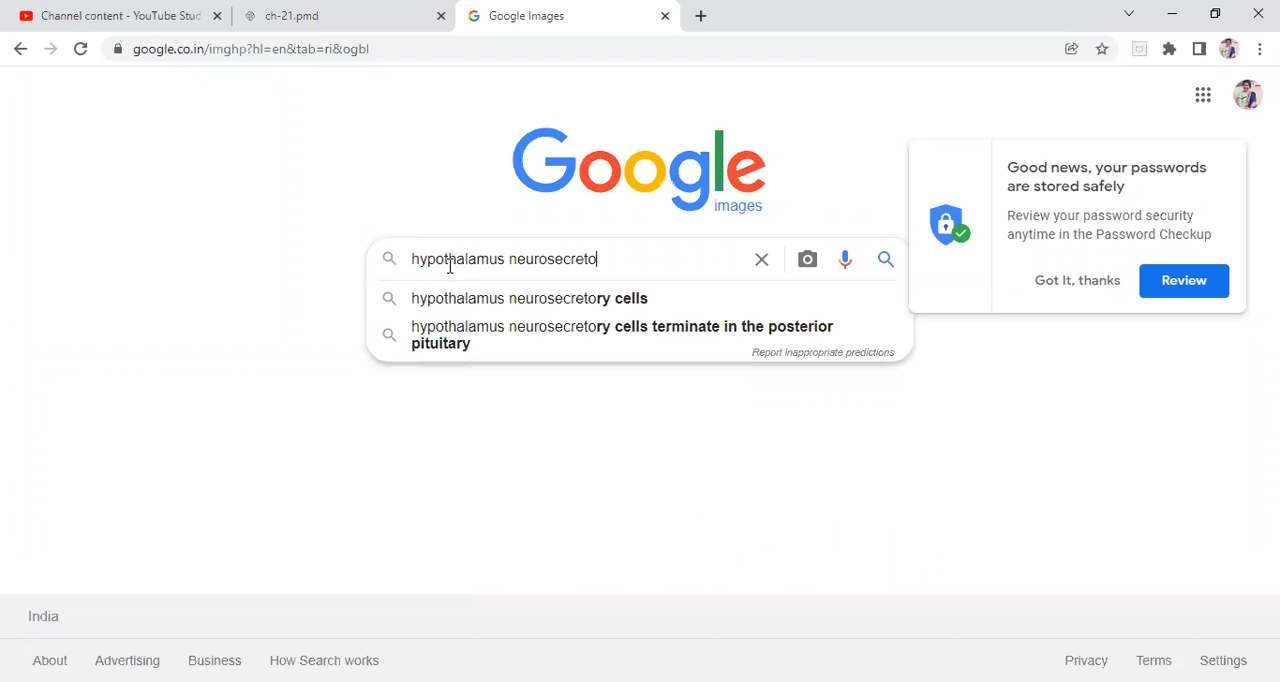 Channel content - YouTube Stud
ch-21.pmd
Google Images
google.co.in/imghp?hl=en&tab=ri&ogbl
Google
images
Good news, your passwords
are stored safely
Review your password security
anytime in the Password Checkup
Got It, thanks
Review
hypothalamus neurosecreto
hypothalamus neurosecretory cells
hypothalamus neurosecretory cells terminate in the posterior
pituitary
Report inappropriate predictions
India
About Advertising Business How Search works
Privacy Terms Settings